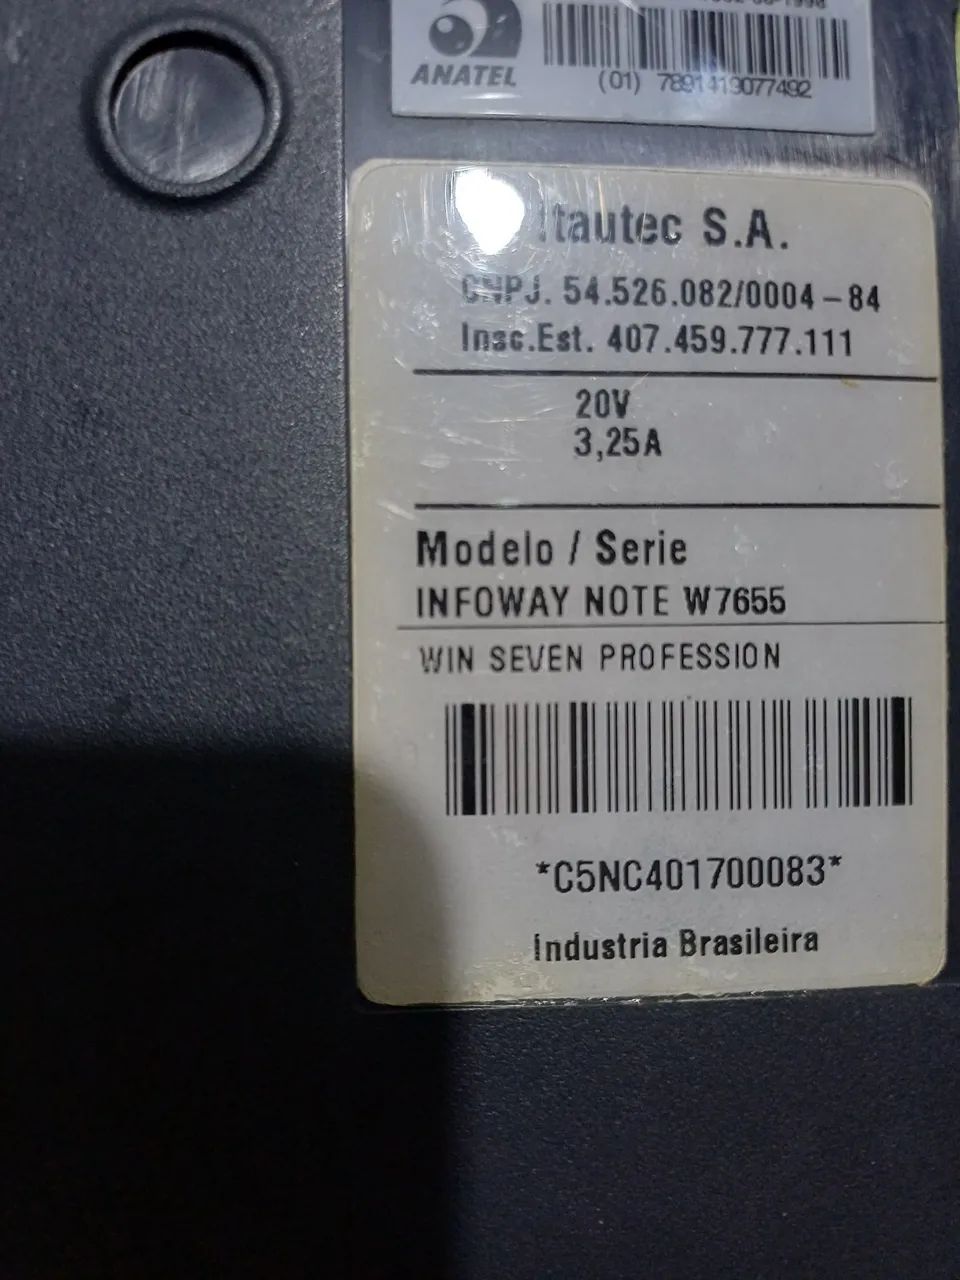 ANATEL
(01) 7891419077492
Itautec S.A.
CNPJ. 54.526.082/0004-84
Insc.Est. 407.459.777.111
20V
3,25A
Modelo / Serie
INFOWAY NOTE W7655
WIN SEVEN PROFESSION
*C5NC401700083*
Industria Brasileira